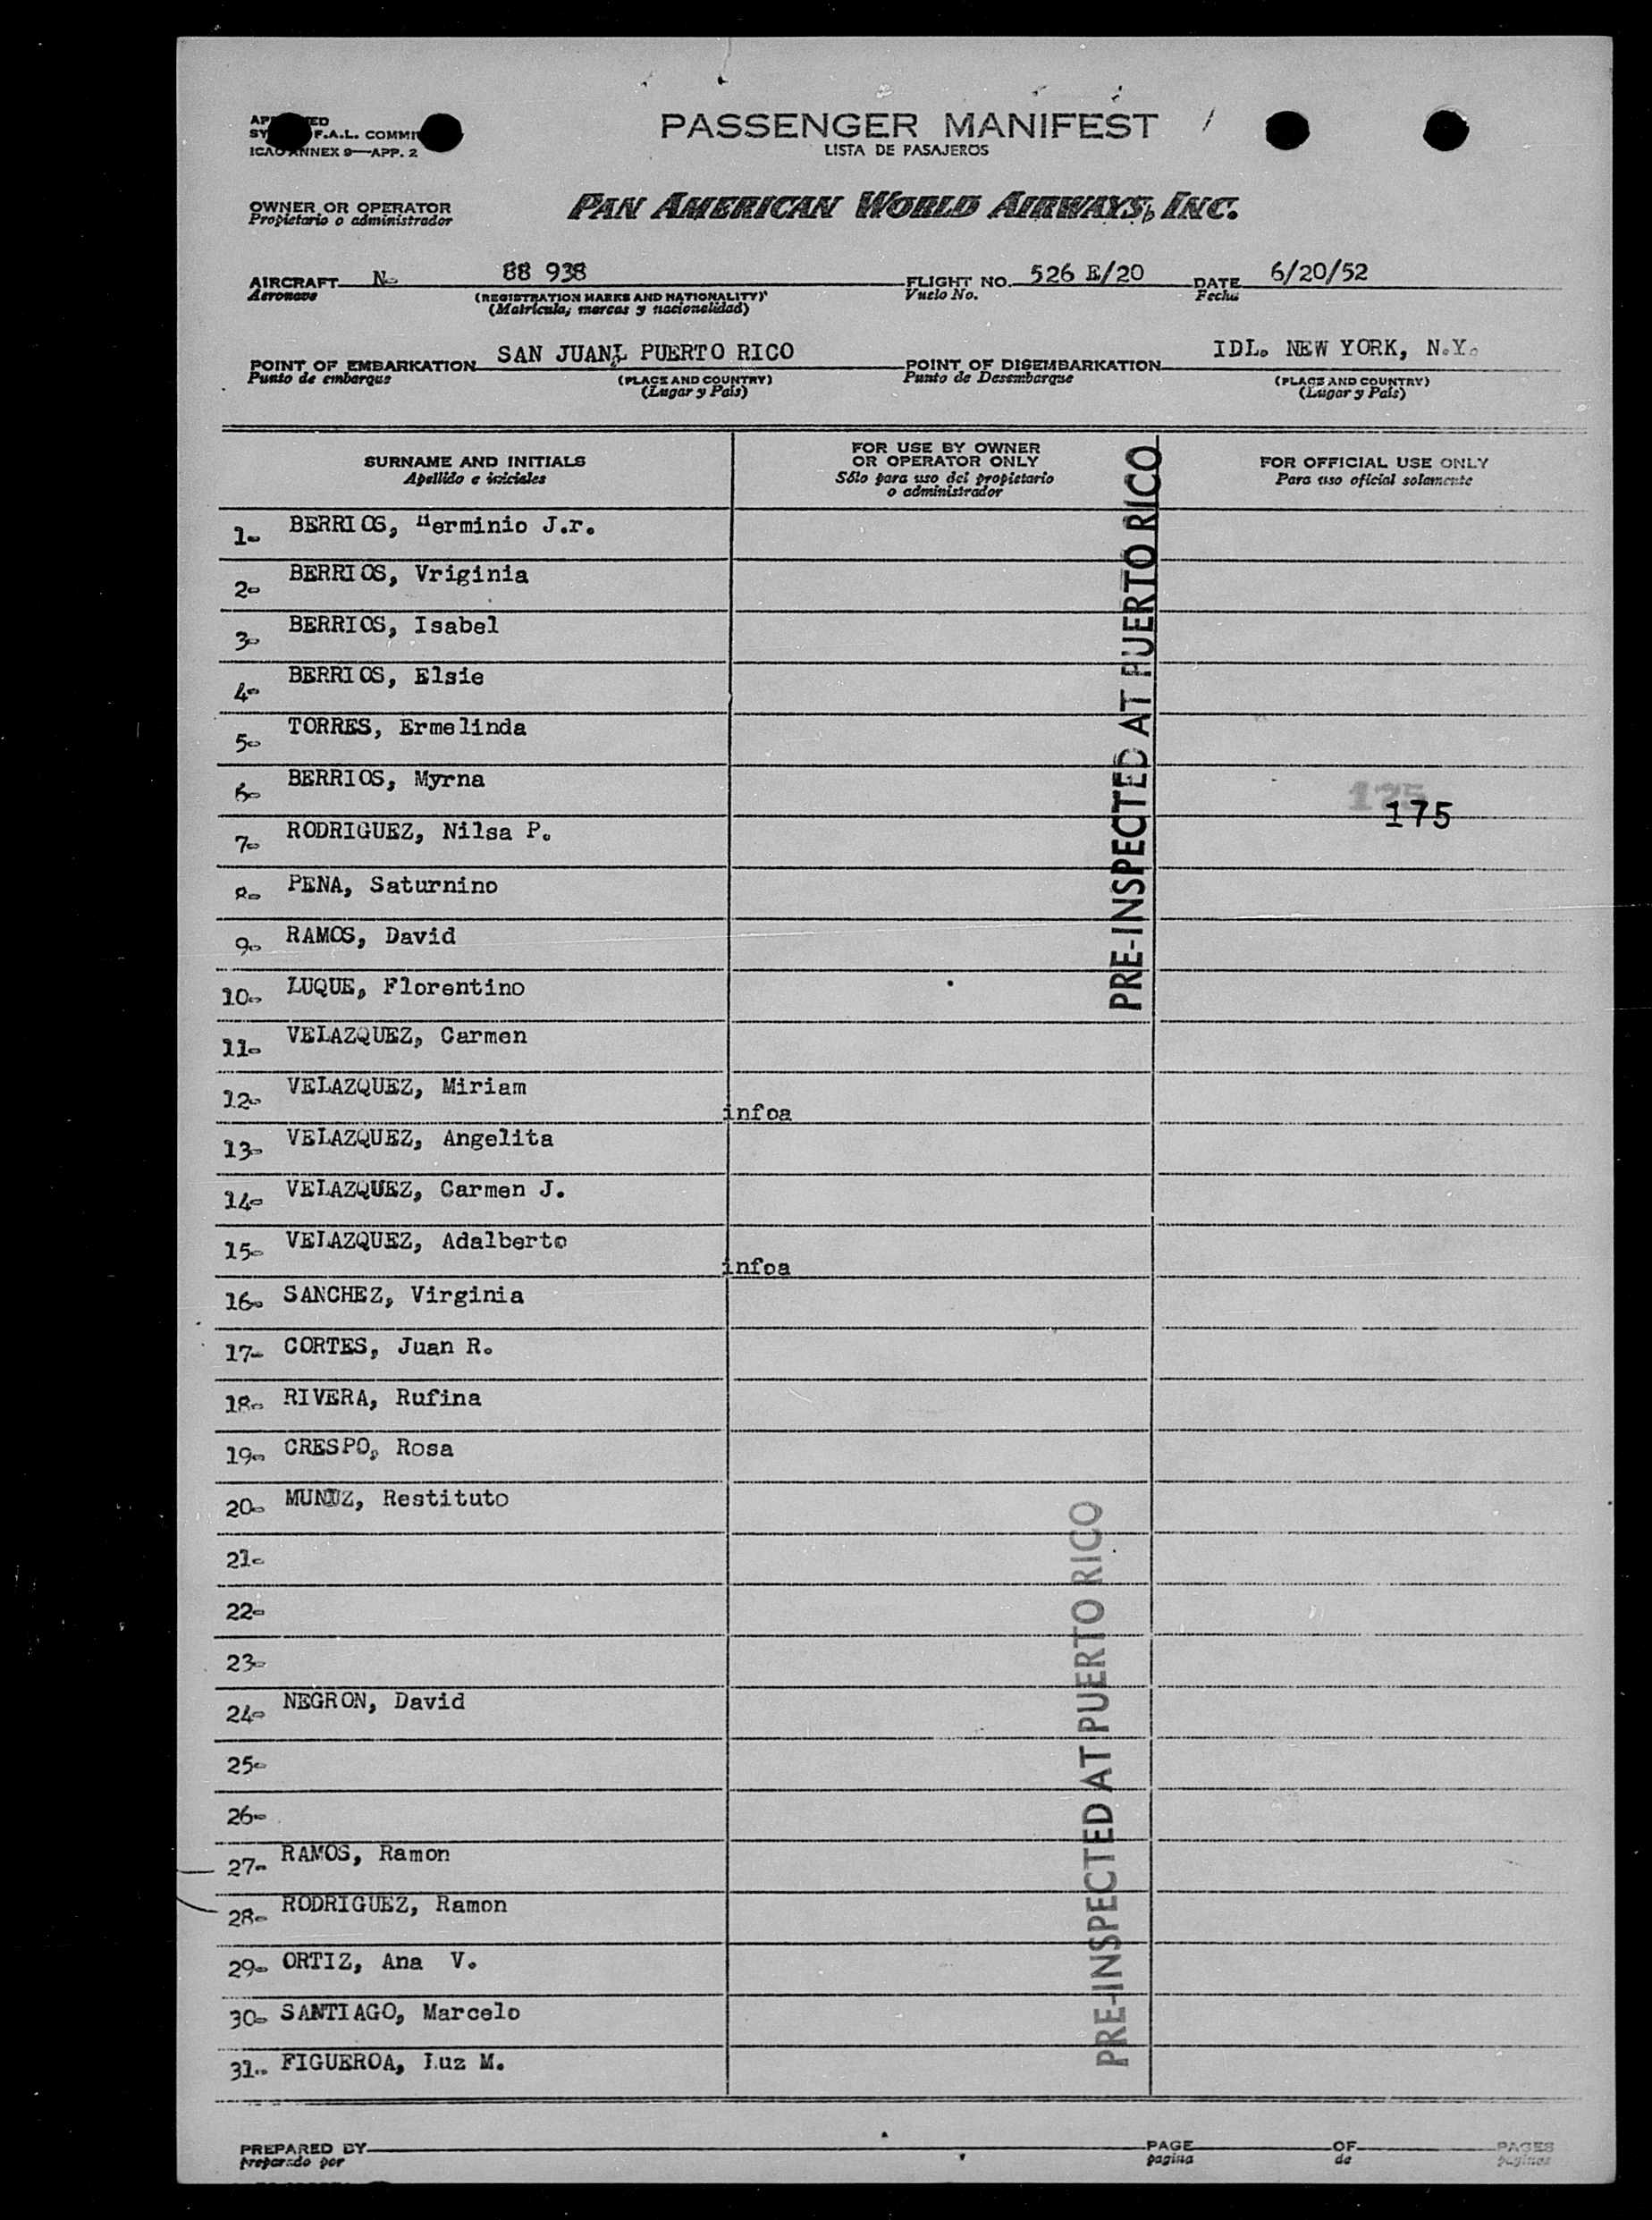 PASSENGER MANIFEST /
LISTA DE PASAJEROS
F.A.L.
ICAO ANNEX 9—APP. 2
OWNER OR OPERATOR
Propietario o administrador
PAN AMERICAN WORLD AIRWAYS, INC.
AIRCRAFT N- 88 938 FLIGHT NO. 526 E/20 DATE 6/20/52
Aeronave (REGISTRATION MARKS AND NATIONALITY) Vuelo No. Fecha
(Matrícula, marcas y nacionalidad)
POINT OF EMBARKATION SAN JUAN, PUERTO RICO POINT OF DISEMBARKATION IDL. NEW YORK, N.Y.
Punto de embarque (PLACE AND COUNTRY) Punto de Desembarque (PLACE AND COUNTRY)
(Lugar y País) (Lugar y País)
SURNAME AND INITIALS
Apellido e iniciales
FOR USE BY OWNER
OR OPERATOR ONLY
Sólo para uso del propietario
o administrador
FOR OFFICIAL USE ONLY
Para uso oficial solamente
1- BERRIOS, Herminio J.r.
2- BERRIOS, Vriginia
3- BERRIOS, Isabel
4- BERRIOS, Elsie
5- TORRES, Ermelinda
6- BERRIOS, Myrna
175
175
7- RODRIGUEZ, Nilsa P.
8- PENA, Saturnino
9- RAMOS, David
10- LUQUE, Florentino
11- VELAZQUEZ, Carmen
12- VELAZQUEZ, Miriam
infoa
13- VELAZQUEZ, Angelita
14- VELAZQUEZ, Carmen J.
15- VELAZQUEZ, Adalberto
infoa
16- SANCHEZ, Virginia
17- CORTES, Juan R.
18- RIVERA, Rufina
19- CRESPO, Rosa
20- MUNIZ, Restituto
21-
22-
23-
24- NEGRON, David
25-
26-
27- RAMOS, Ramon
28- RODRIGUEZ, Ramon
29- ORTIZ, Ana V.
30- SANTIAGO, Marcelo
31- FIGUEROA, Luz M.
PRE-INSPECTED AT PUERTO RICO
PRE-INSPECTED AT PUERTO RICO
PREPARED BY PAGE OF PAGES
preparado por pagina de páginas